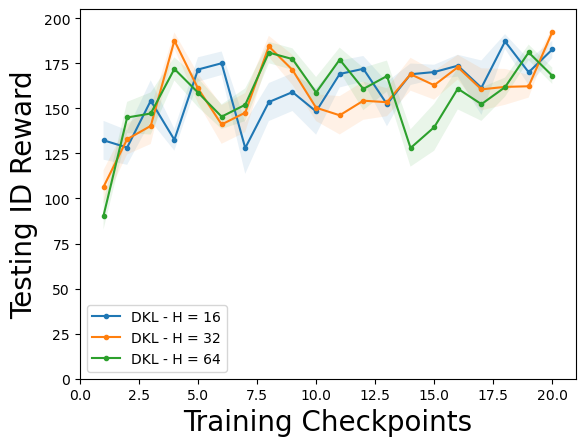 Testing ID Reward
200
175
150
125
100
75
50
25
0
DKL - H = 16
DKL - H = 32
DKL - H = 64
0.0 2.5 5.0 7.5 10.0 12.5 15.0 17.5 20.0
Training Checkpoints